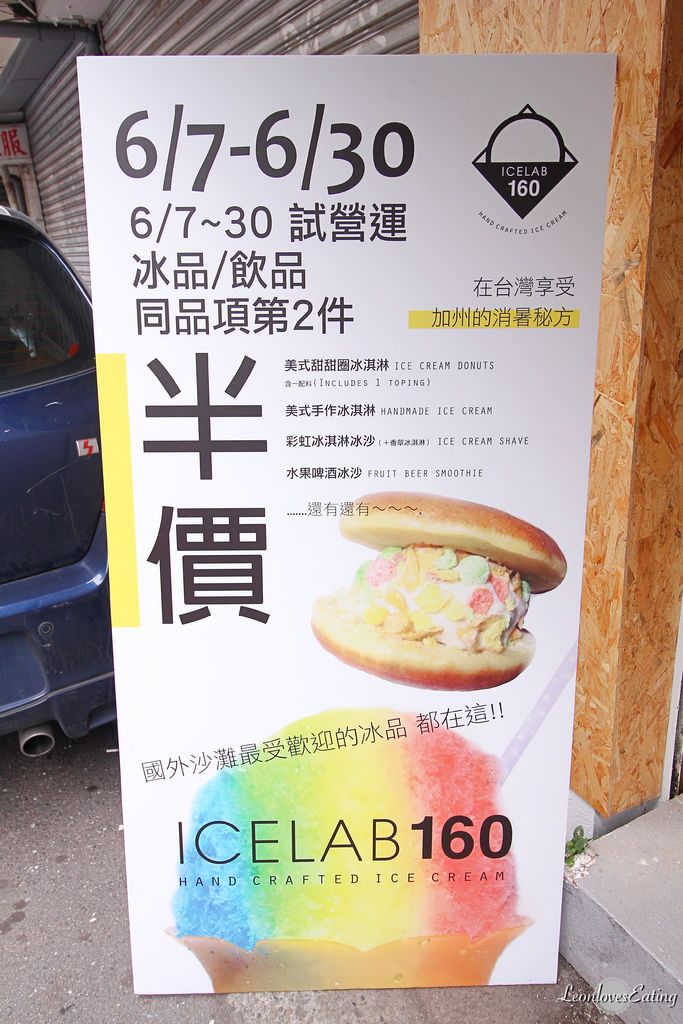 服
6/7-6/30
ICELAB
160
HAND CRAFTED ICE CREAM
6/7~30 試營運
冰品/飲品
同品項第2件
半價
在台灣享受
加州的消暑秘方
美式甜甜圈冰淇淋 ICE CREAM DONUTS
含一配料(INCLUDES 1 TOPING)
美式手作冰淇淋 HANDMADE ICE CREAM
彩虹冰淇淋冰沙(+香草冰淇淋) ICE CREAM SHAVE
水果啤酒冰沙 FRUIT BEER SMOOTHIE
.......還有還有～～～.
國外沙灘最受歡迎的冰品 都在這!!
ICELAB160
HAND CRAFTED ICE CREAM
LeonlovesEating